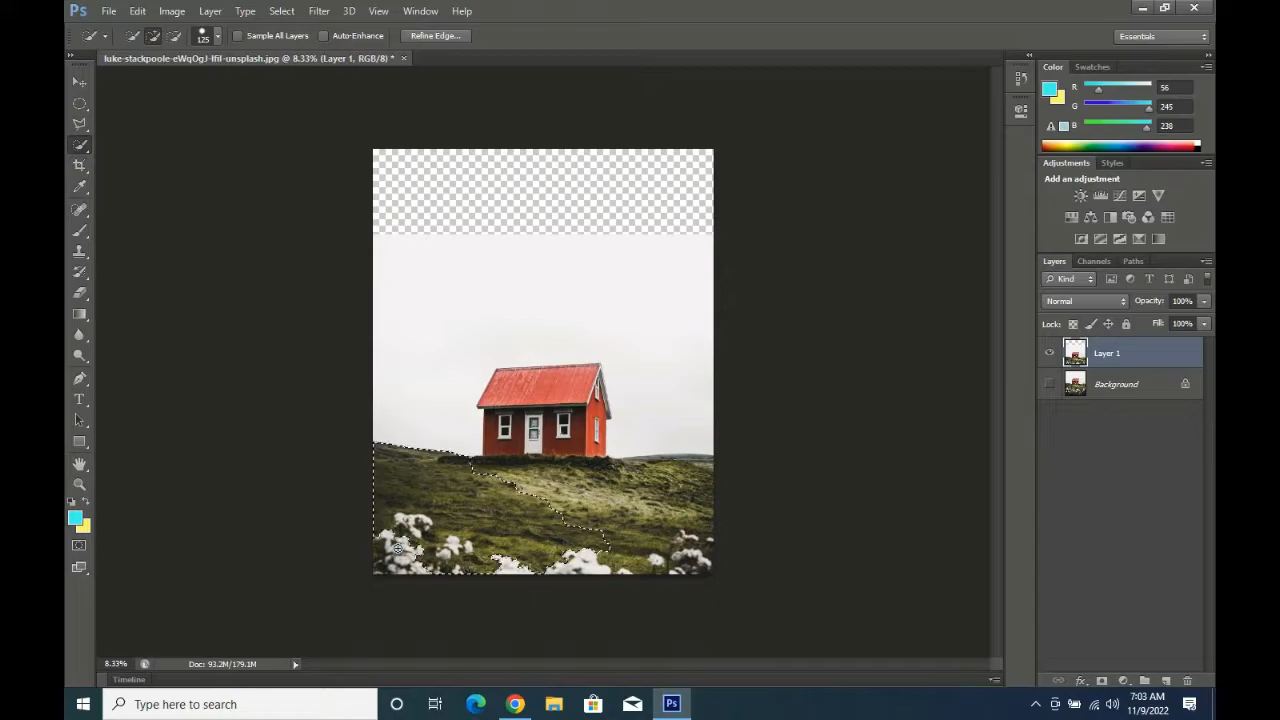 Ps File Edit Image Layer Type Select Filter 3D View Window Help
125 Sample All Layers Auto-Enhance Refine Edge... Essentials
luke-stackpoole-eWqOgJ-lfiI-unsplash.jpg @ 8.33% (Layer 1, RGB/8) *
Color Swatches
R 56
G 245
B 238
Adjustments Styles
Add an adjustment
Layers Channels Paths
Kind
Normal Opacity: 100%
Lock: Fill: 100%
Layer 1
Background
8.33% Doc: 93.2M/179.1M
Timeline
Type here to search
Ps
7:03 AM
11/9/2022